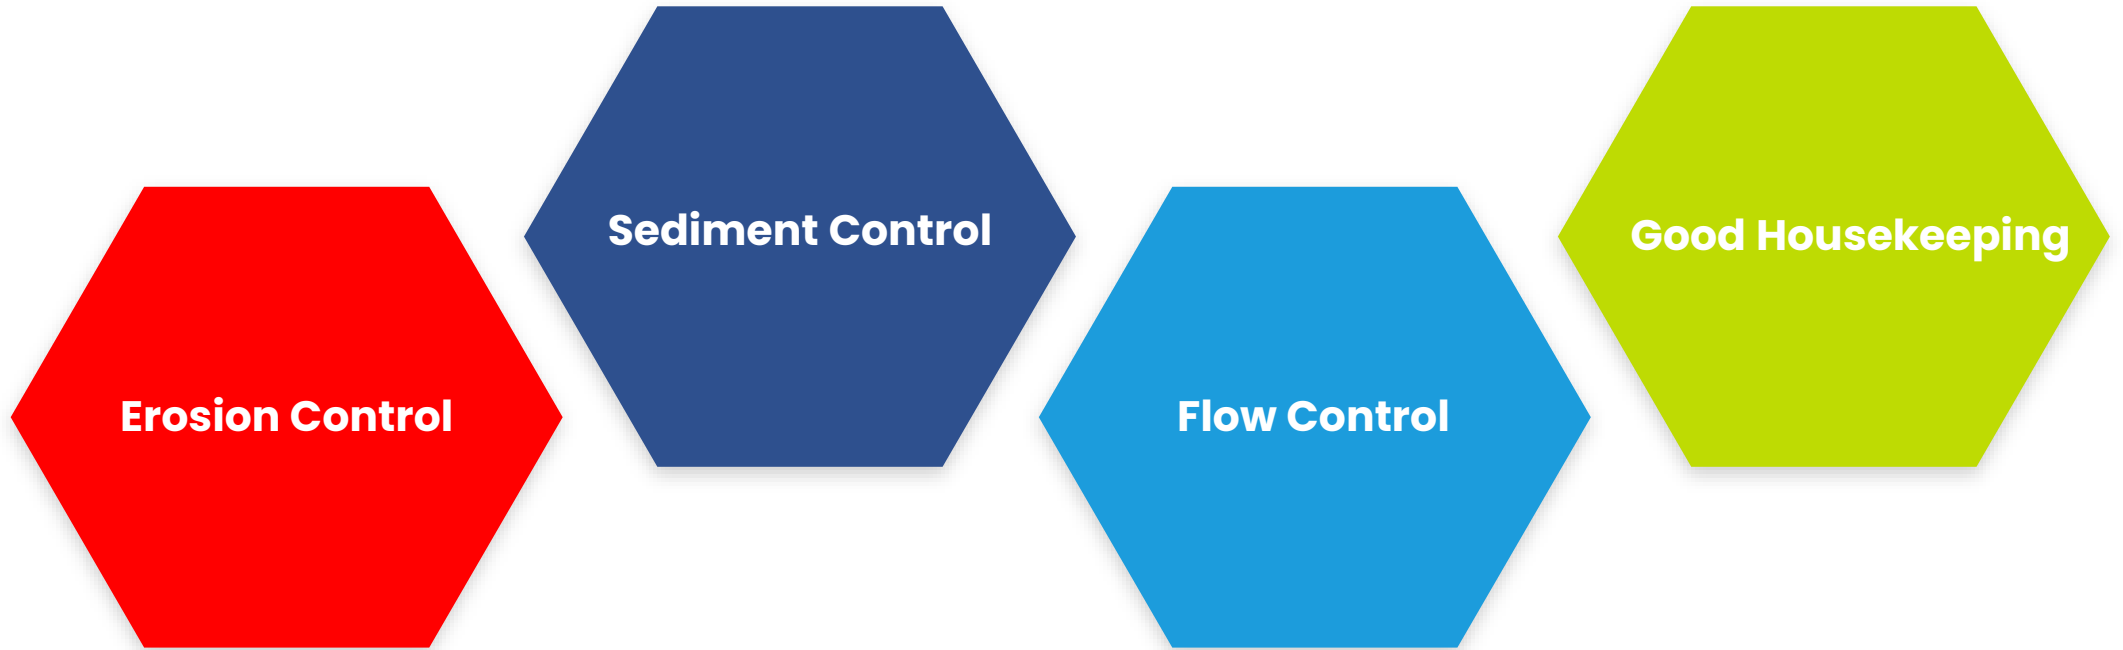 Erosion Control
Sediment Control
Flow Control
Good Housekeeping